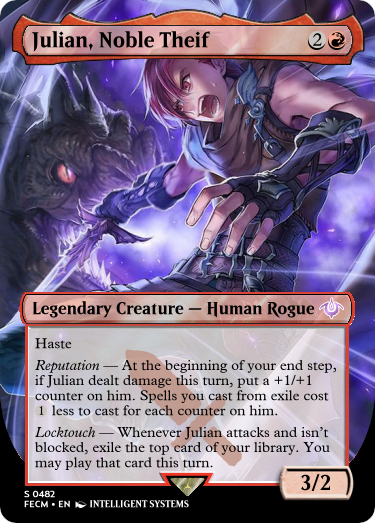 Julian, Noble Theif 2
Legendary Creature — Human Rogue
Haste
Reputation — At the beginning of your end step,
if Julian dealt damage this turn, put a +1/+1
counter on him. Spells you cast from exile cost
1 less to cast for each counter on him.
Locktouch — Whenever Julian attacks and isn't
blocked, exile the top card of your library. You
may play that card this turn.
3/2
S 0482
FECM • EN INTELLIGENT SYSTEMS